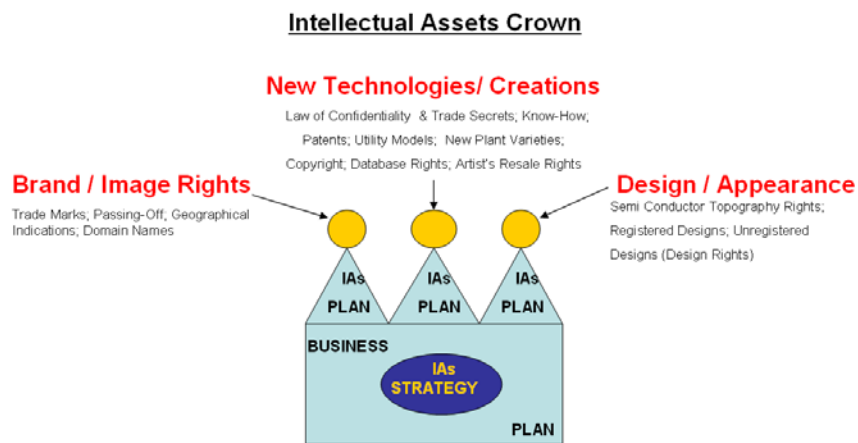 Intellectual Assets Crown
New Technologies/ Creations
Law of Confidentiality & Trade Secrets; Know-How;
Patents; Utility Models; New Plant Varieties;
Copyright; Database Rights; Artist's Resale Rights
Brand / Image Rights
Trade Marks; Passing-Off; Geographical
Indications; Domain Names
Design / Appearance
Semi Conductor Topography Rights;
Registered Designs; Unregistered
Designs (Design Rights)
IAs
PLAN
IAs
PLAN
IAs
PLAN
BUSINESS
IAs
STRATEGY
PLAN